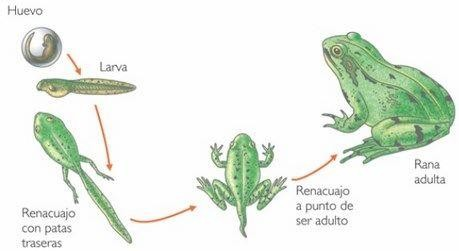 Huevo
Larva
Renacuajo
con patas
traseras
Renacuajo
a punto de
ser adulto
Rana
adulta